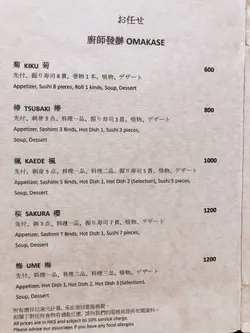 お任せ
廚師發辦 OMAKASE
菊 KIKU 菊 600
先付、握り寿司8貫、巻物1本、吸物、デザート
Appetizer, Sushi 8 pieces, Roll 1 kinds, Soup, Dessert
椿 TSUBAKI 椿 800
先付、刺身3点、料理一品、握り寿司3貫、吸物、デザート
Appetizer, Sashimi 3 kinds, Hot Dish 1, Sushi 3 pieces,
Soup, Dessert
楓 KAEDE 楓 1000
先付、刺身5点、料理一品、料理二品、握り寿司5貫、吸物、デザート
Appetizer, Sashimi 5 kinds, Hot Dish 1, Hot Dish 2 (Selection), Sushi 5 pieces,
Soup, Dessert
桜 SAKURA 櫻 1200
先付、刺7点、料理一品、握り寿司7貫、吸物、デザート
Appetizer, Sashimi 7 kinds, Hot Dish 1, Sushi 7 pieces,
Soup, Dessert
梅 UME 梅 1200
先付、料理一品、料理二品、料理三品、吸物、デザート
Appetizer, Hot Dish 1, Hot Dish 2, Hot Dish 3 (Selection),
Soup, Dessert
All prices are in HK$ and subject to 10% service charge.
Please advise our associates if you have any food allergies